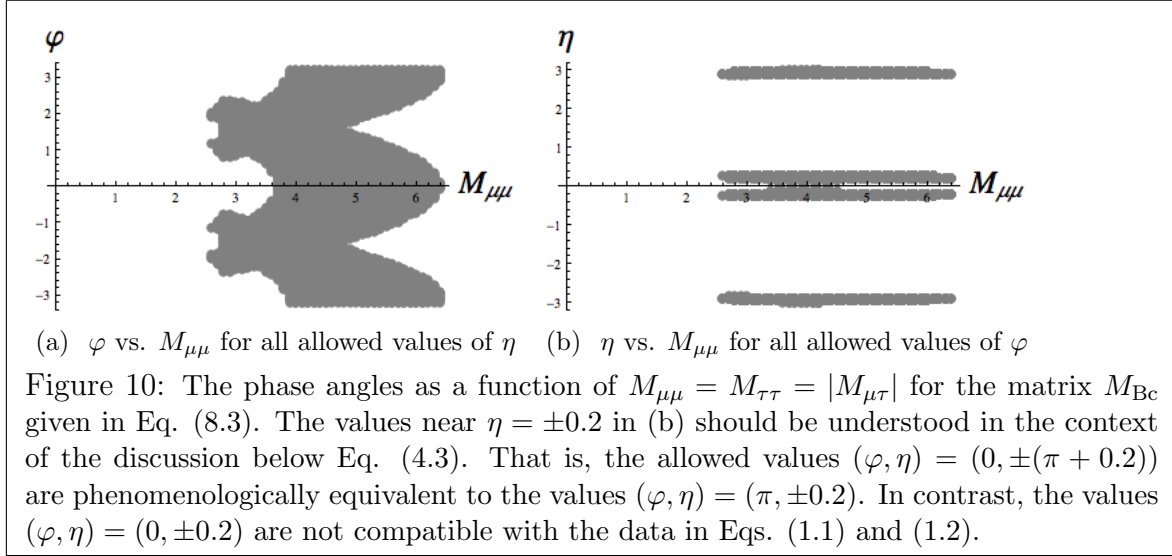 φ
η
3
2
1
−1
−2
−3
1
2
3
4
5
6
M_μμ
3
2
1
−1
−2
−3
1
2
3
4
5
6
M_μμ
(a) φ vs. M_μμ for all allowed values of η
(b) η vs. M_μμ for all allowed values of φ
Figure 10: The phase angles as a function of M_μμ = M_ττ = |M_μτ| for the matrix M_Bc
given in Eq. (8.3). The values near η = ±0.2 in (b) should be understood in the context
of the discussion below Eq. (4.3). That is, the allowed values (φ, η) = (0, ±(π + 0.2))
are phenomenologically equivalent to the values (φ, η) = (π, ±0.2). In contrast, the values
(φ, η) = (0, ±0.2) are not compatible with the data in Eqs. (1.1) and (1.2).